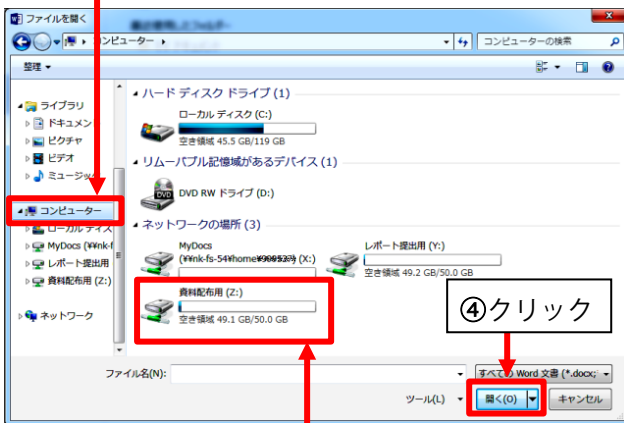 ファイルを開く
コンピューター
コンピューターの検索
整理
ライブラリ
ドキュメン
ピクチャ
ビデオ
ミュージック
コンピューター
ローカル ディス
MyDocs (¥¥nk-f
レポート提出用
資料配布用 (Z:)
ネットワーク
ハード ディスク ドライブ (1)
ローカル ディスク (C:)
空き領域 45.5 GB/119 GB
リムーバブル記憶域があるデバイス (1)
DVD RW ドライブ (D:)
ネットワークの場所 (3)
MyDocs
(¥¥nk-fs-54¥home¥ (X:)
レポート提出用 (Y:)
空き領域 49.2 GB/50.0 GB
資料配布用 (Z:)
空き領域 49.1 GB/50.0 GB
④クリック
ファイル名(N):
すべての Word 文書 (*.docx;
ツール(L)
開く(O)
キャンセル